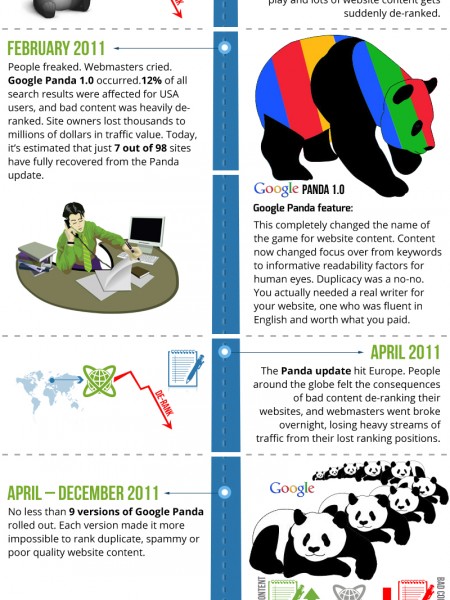 play and lots of website content gets
suddenly de-ranked.
DE-RANK
FEBRUARY 2011
People freaked. Webmasters cried.
Google Panda 1.0 occurred.12% of all
search results were affected for USA
users, and bad content was heavily de-
ranked. Site owners lost thousands to
millions of dollars in traffic value. Today,
it's estimated that just 7 out of 98 sites
have fully recovered from the Panda
update.
Google PANDA 1.0
Google Panda feature:
This completely changed the name of
the game for website content. Content
now changed focus over from keywords
to informative readability factors for
human eyes. Duplicacy was a no-no.
You actually needed a real writer for
your website, one who was fluent in
English and worth what you paid.
APRIL 2011
The Panda update hit Europe. People
around the globe felt the consequences
of bad content de-ranking their
websites, and webmasters went broke
overnight, losing heavy streams of
traffic from their lost ranking positions.
DE-RANK
APRIL – DECEMBER 2011
No less than 9 versions of Google Panda
rolled out. Each version made it more
impossible to rank duplicate, spammy or
poor quality website content.
Google
CONTENT
BAD CO